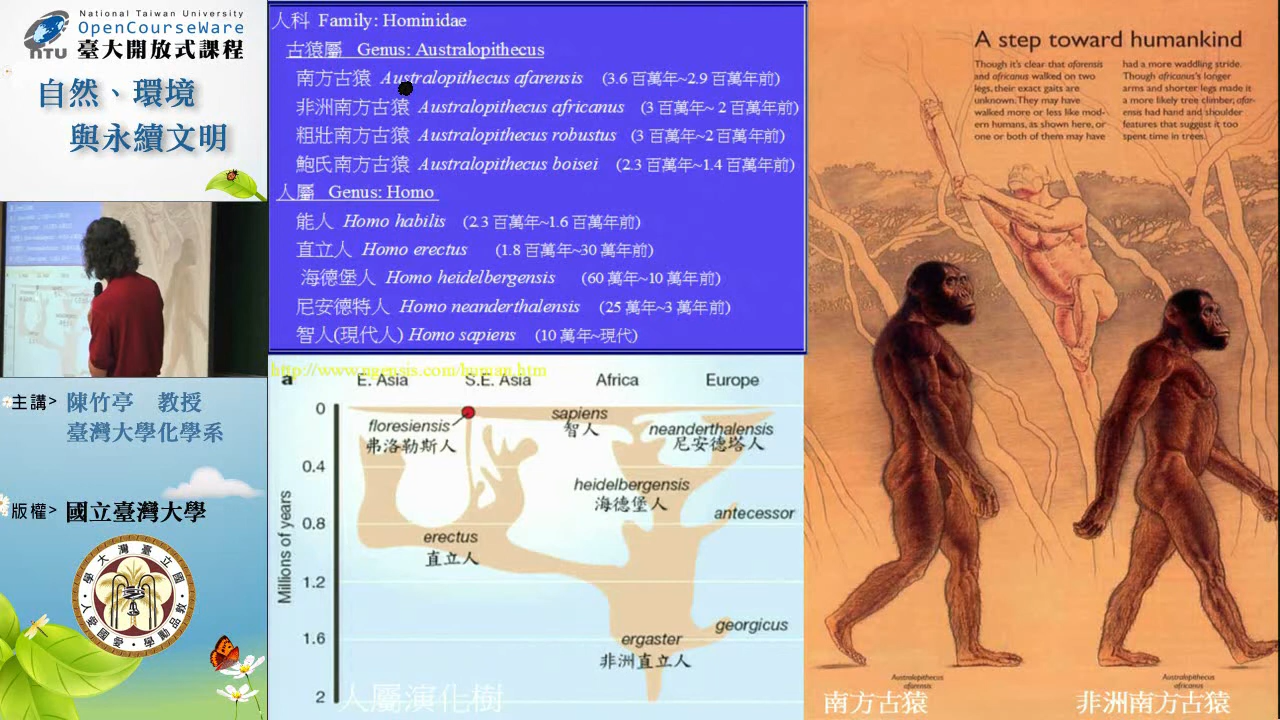 National Taiwan University
OpenCourseWare
NTU 臺大開放式課程
自然、環境
與永續文明
主講> 陳竹亭 教授
臺灣大學化學系
版權> 國立臺灣大學
人科 Family: Hominidae
古猿屬 Genus: Australopithecus
南方古猿 Australopithecus afarensis (3.6 百萬年~2.9 百萬年前)
非洲南方古猿 Australopithecus africanus (3 百萬年~ 2 百萬年前)
粗壯南方古猿 Australopithecus robustus (3 百萬年~2 百萬年前)
鮑氏南方古猿 Australopithecus boisei (2.3 百萬年~1.4 百萬年前)
人屬 Genus: Homo
能人 Homo habilis (2.3 百萬年~1.6 百萬年前)
直立人 Homo erectus (1.8 百萬年~30 萬年前)
海德堡人 Homo heidelbergensis (60 萬年~10 萬年前)
尼安德特人 Homo neanderthalensis (25 萬年~3 萬年前)
智人(現代人) Homo sapiens (10 萬年~現代)
http://www.ngensis.com/human.htm
a E. Asia S.E. Asia Africa Europe
Millions of years
0
0.4
0.8
1.2
1.6
2
floresiensis
弗洛勒斯人
sapiens
智人
neanderthalensis
尼安德塔人
heidelbergensis
海德堡人
antecessor
erectus
直立人
georgicus
ergaster
非洲直立人
人屬演化樹
A step toward humankind
Though it's clear that afarensis
and africanus walked on two
legs, their exact gaits are
unknown. They may have
walked more or less like mod-
ern humans, as shown here, or
one or both of them may have
had a more waddling stride.
Though africanus's longer
arms and shorter legs made it
a more likely tree climber, afar-
ensis had hand and shoulder
features that suggest it too
spent time in trees.
Australopithecus
afarensis
南方古猿
Australopithecus
africanus
非洲南方古猿